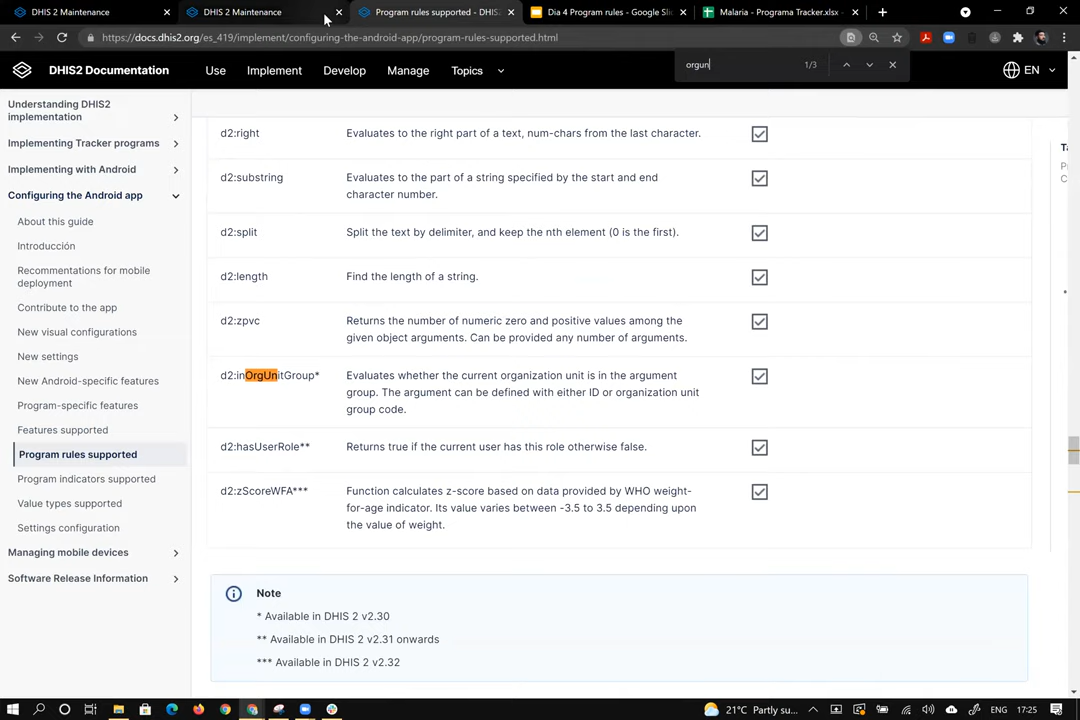 DHIS 2 Maintenance
DHIS 2 Maintenance
Program rules supported - DHIS
Dia 4 Program rules - Google Slid
Malaria - Programa Tracker.xlsx -
https://docs.dhis2.org/es_419/implement/configuring-the-android-app/program-rules-supported.html
DHIS2 Documentation
Use
Implement
Develop
Manage
Topics
orgun
1/3
EN
Understanding DHIS2
implementation
Implementing Tracker programs
Implementing with Android
Configuring the Android app
About this guide
Introducción
Recommentations for mobile
deployment
Contribute to the app
New visual configurations
New settings
New Android-specific features
Program-specific features
Features supported
Program rules supported
Program indicators supported
Value types supported
Settings configuration
Managing mobile devices
Software Release Information
d2:right
Evaluates to the right part of a text, num-chars from the last character.
d2:substring
Evaluates to the part of a string specified by the start and end
character number.
d2:split
Split the text by delimiter, and keep the nth element (0 is the first).
d2:length
Find the length of a string.
d2:zpvc
Returns the number of numeric zero and positive values among the
given object arguments. Can be provided any number of arguments.
d2:inOrgUnitGroup*
Evaluates whether the current organization unit is in the argument
group. The argument can be defined with either ID or organization unit
group code.
d2:hasUserRole**
Returns true if the current user has this role otherwise false.
d2:zScoreWFA***
Function calculates z-score based on data provided by WHO weight-
for-age indicator. Its value varies between -3.5 to 3.5 depending upon
the value of weight.
Note
* Available in DHIS 2 v2.30
** Available in DHIS 2 v2.31 onwards
*** Available in DHIS 2 v2.32
21°C Partly su...
ENG
17:25